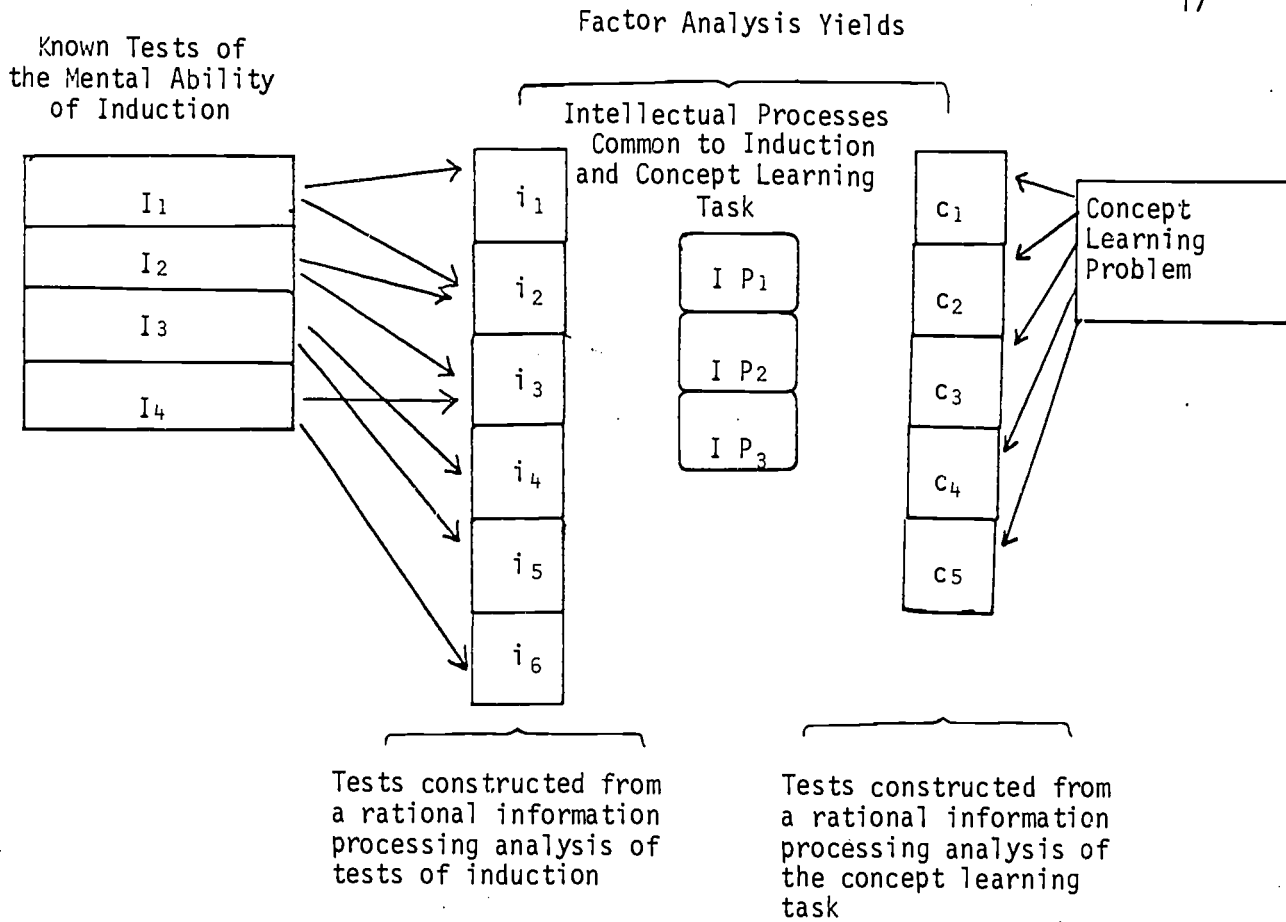 17
Factor Analysis Yields
Known Tests of
the Mental Ability
of Induction
Intellectual Processes
Common to Induction
and Concept Learning
Task
I1
I2
I3
I4
i1
i2
i3
i4
i5
i6
I P1
I P2
I P3
c1
c2
c3
c4
c5
Concept
Learning
Problem
Tests constructed from
a rational information
processing analysis of
tests of induction
Tests constructed from
a rational information
processing analysis of
the concept learning
task